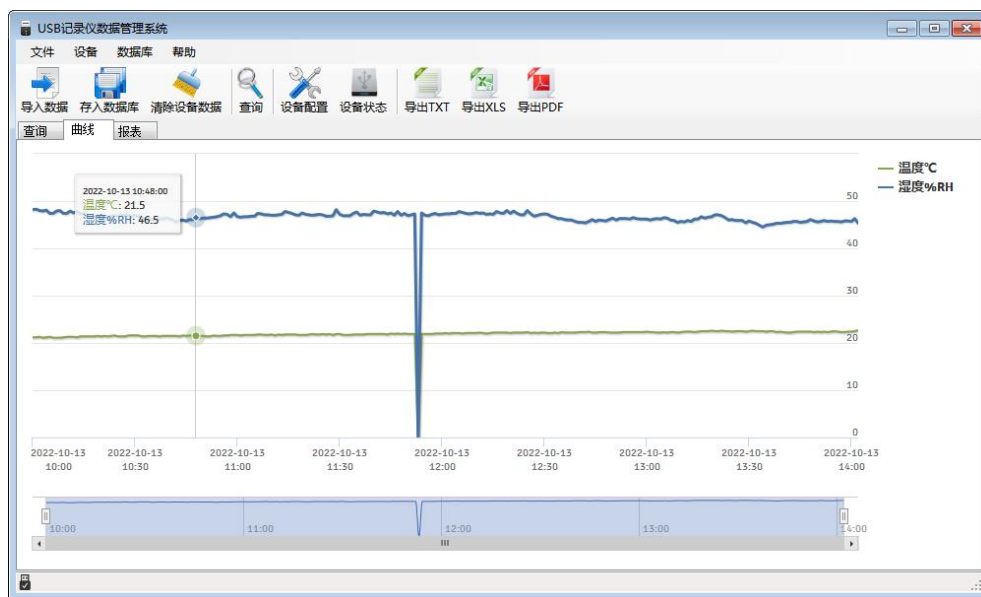 USB记录仪数据管理系统
文件 设备 数据库 帮助
导入数据 存入数据库 清除设备数据 查询 设备配置 设备状态 导出TXT 导出XLS 导出PDF
查询 曲线 报表
2022-10-13 10:48:00
温度℃: 21.5
湿度%RH: 46.5
温度℃
湿度%RH
50
40
30
20
10
0
2022-10-13 2022-10-13 2022-10-13 2022-10-13 2022-10-13 2022-10-13 2022-10-13 2022-10-13 2022-10-13
10:00 10:30 11:00 11:30 12:00 12:30 13:00 13:30 14:00
10:00 11:00 12:00 13:00 14:00